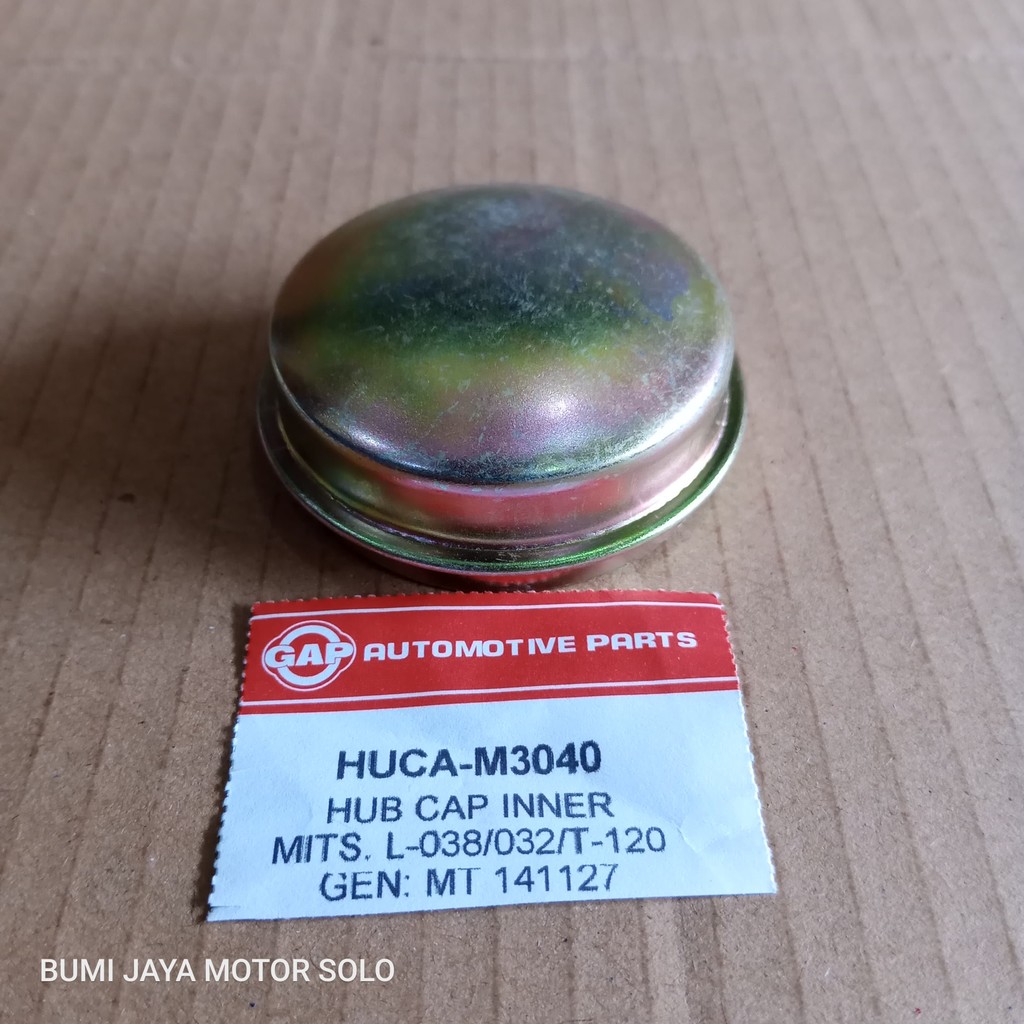 GAP AUTOMOTIVE PARTS
HUCA-M3040
HUB CAP INNER
MITS. L-038/032/T-120
GEN: MT 141127
BUMI JAYA MOTOR SOLO